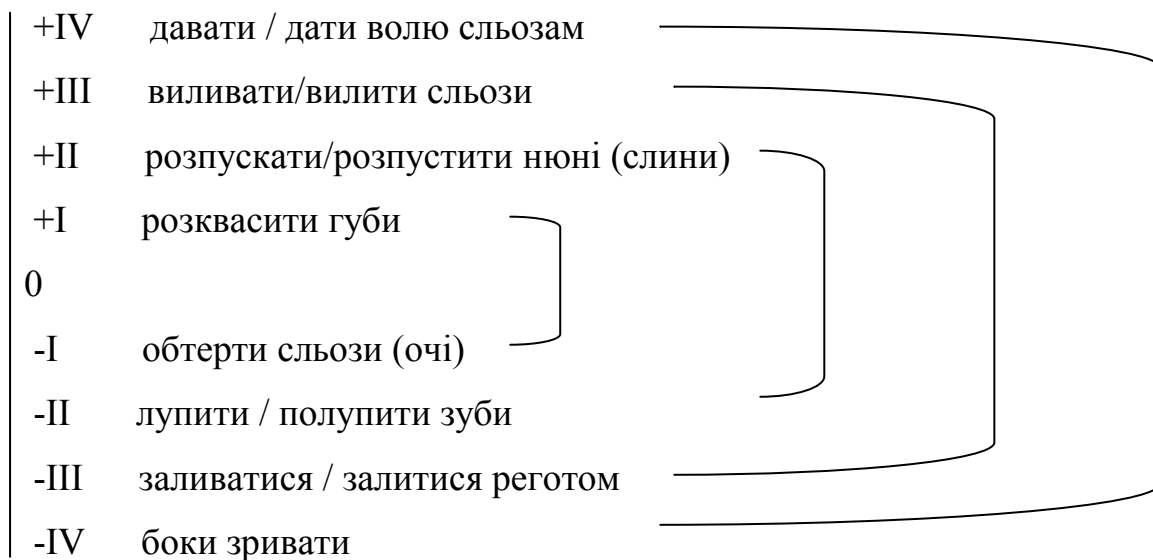 +IV давати / дати волю сльозам
+III виливати/вилити сльози
+II розпускати/розпустити нюні (слини)
+I розквасити губи
0
-I обтерти сльози (очі)
-II лупити / полупити зуби
-III заливатися / залитися реготом
-IV боки зривати